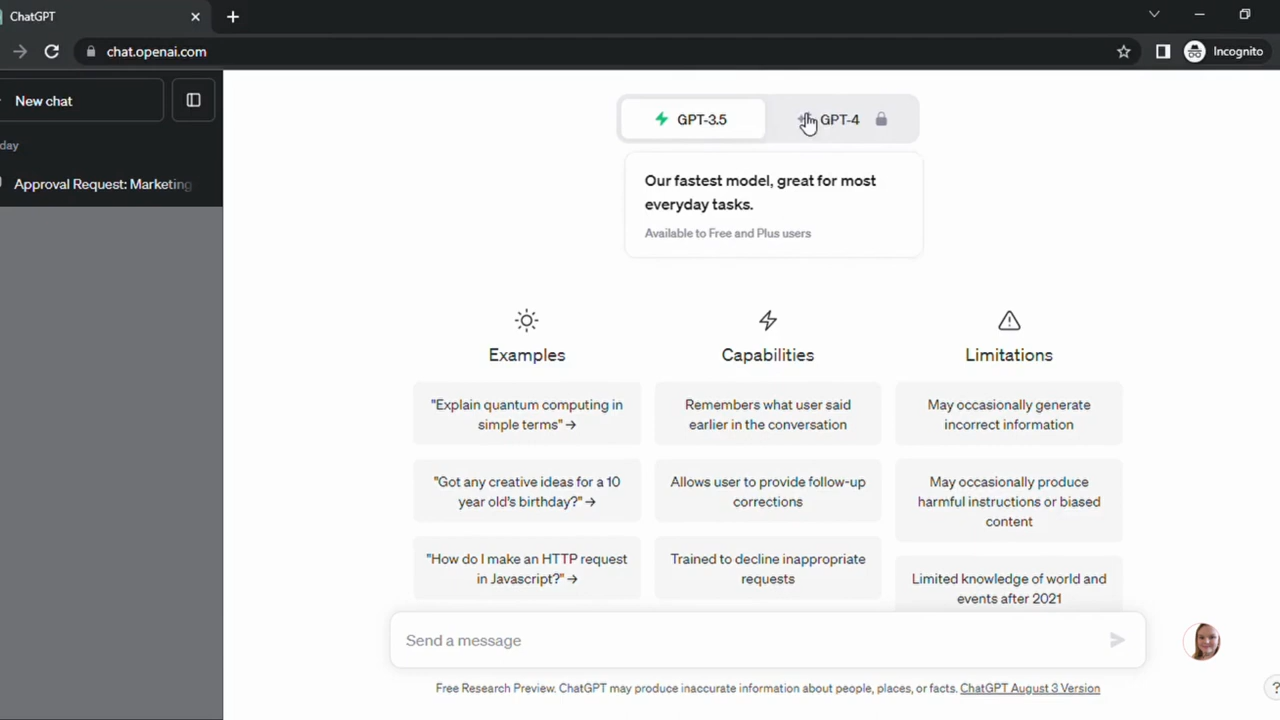 ChatGPT
chat.openai.com
Incognito
New chat
day
Approval Request: Marketing
GPT-3.5
GPT-4
Our fastest model, great for most
everyday tasks.
Available to Free and Plus users
Examples
"Explain quantum computing in
simple terms" →
"Got any creative ideas for a 10
year old's birthday?" →
"How do I make an HTTP request
in Javascript?" →
Capabilities
Remembers what user said
earlier in the conversation
Allows user to provide follow-up
corrections
Trained to decline inappropriate
requests
Limitations
May occasionally generate
incorrect information
May occasionally produce
harmful instructions or biased
content
Limited knowledge of world and
events after 2021
Send a message
Free Research Preview. ChatGPT may produce inaccurate information about people, places, or facts. ChatGPT August 3 Version
?